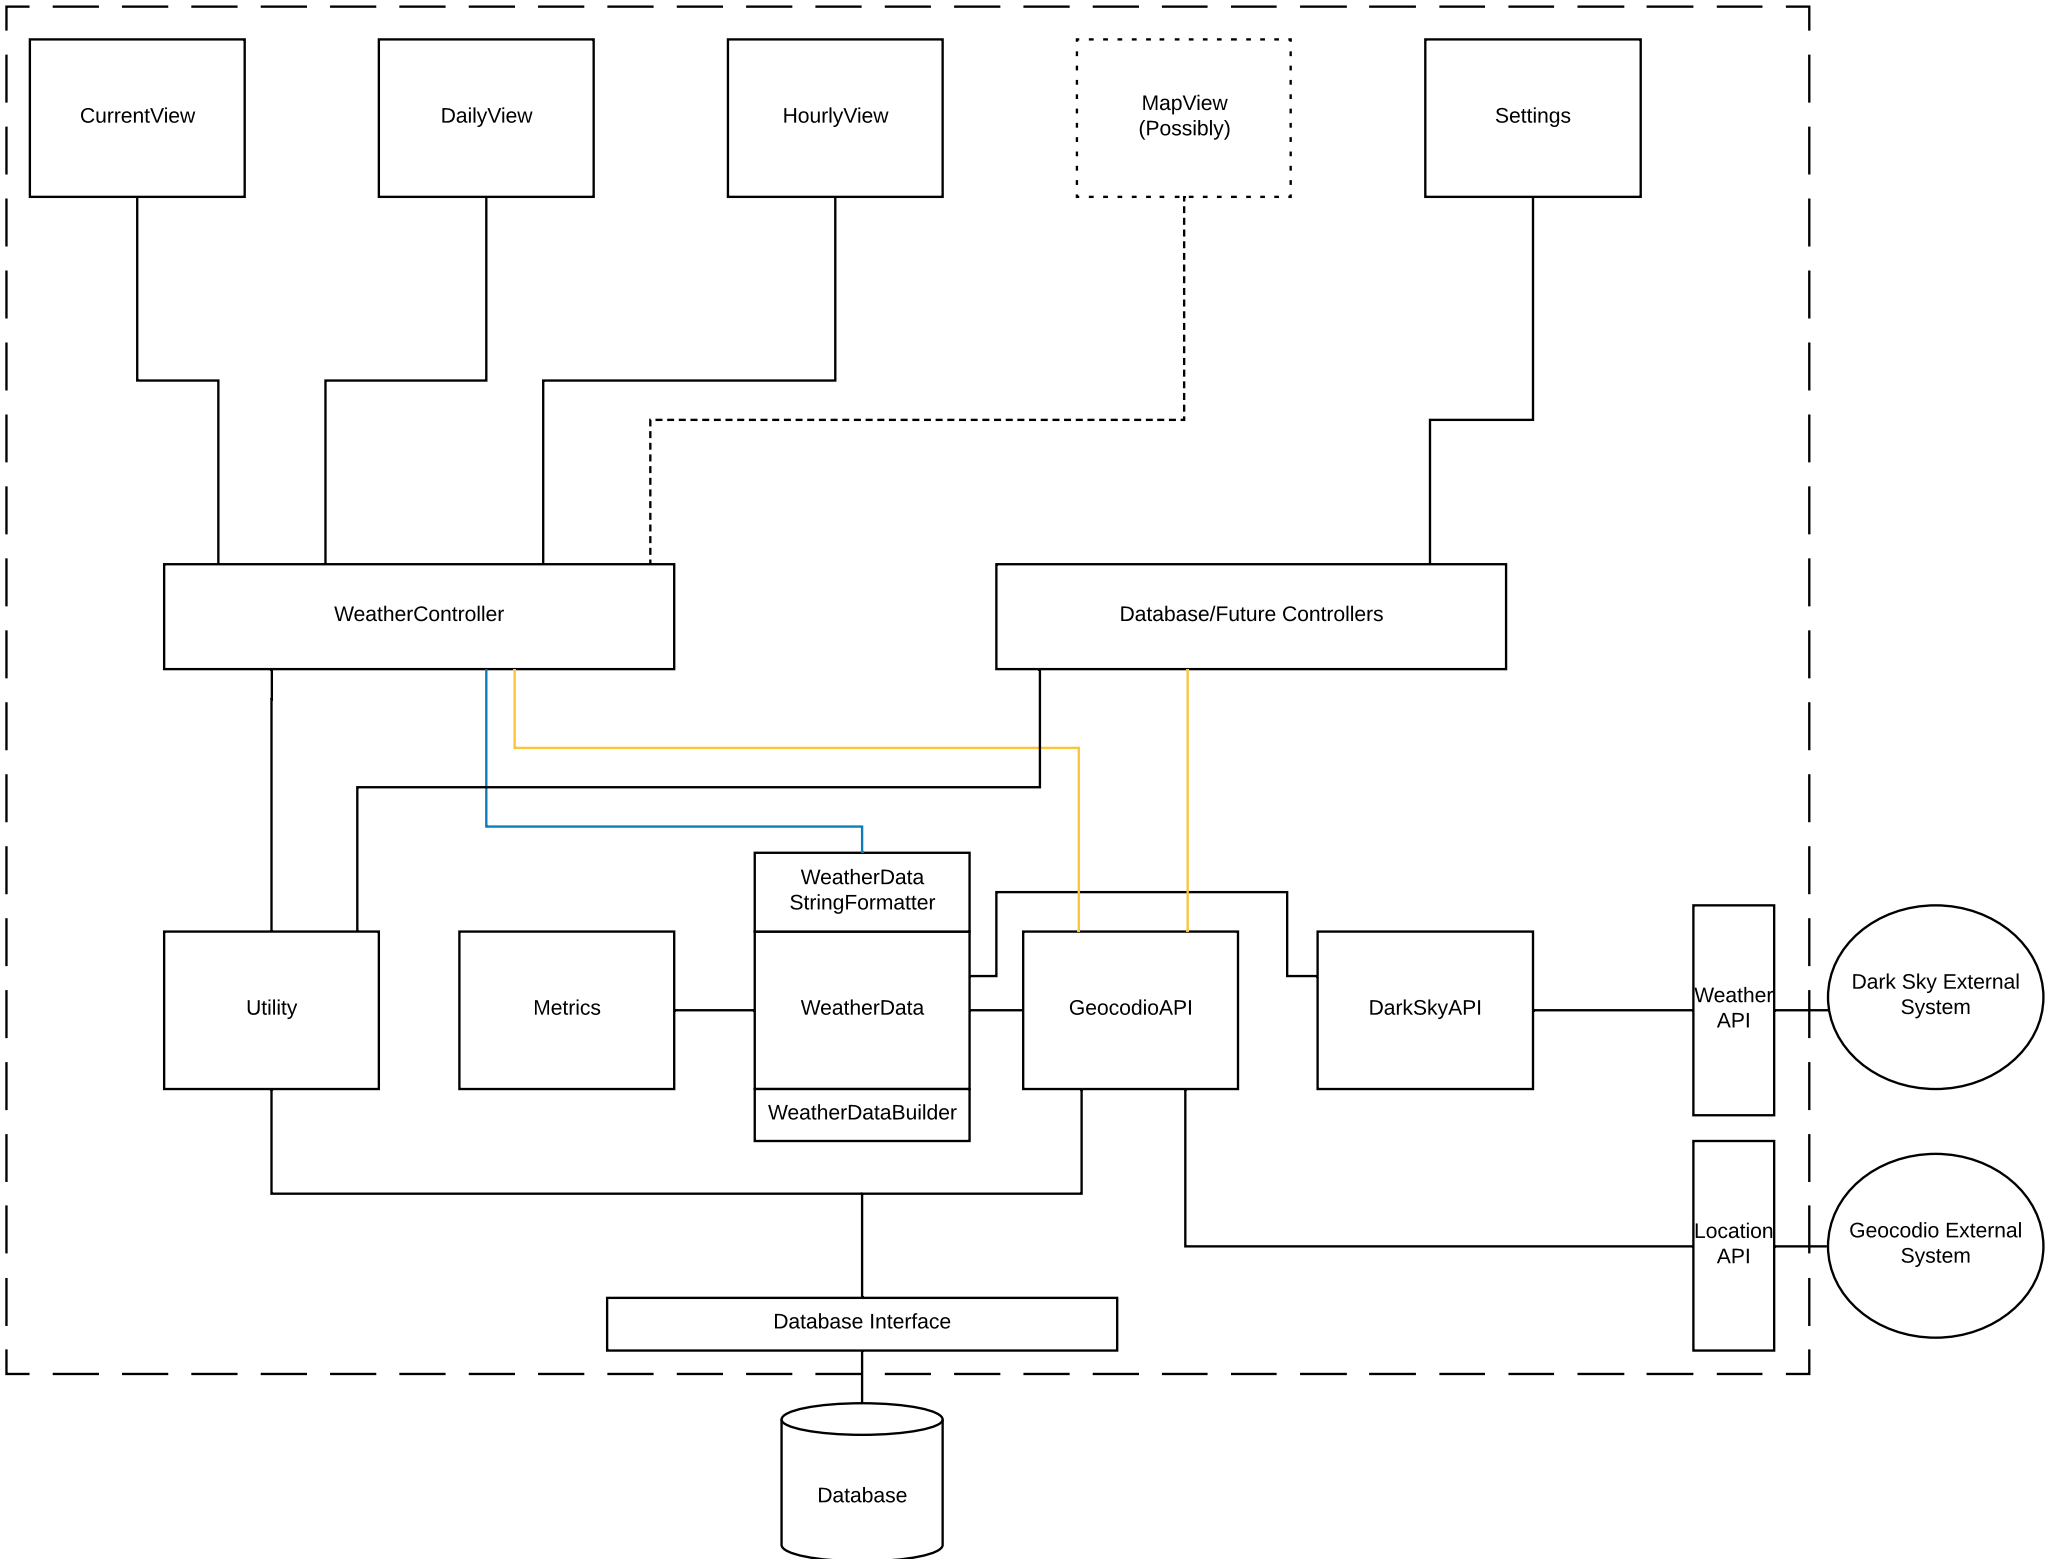 CurrentView
DailyView
HourlyView
MapView
(Possibly)
Settings
WeatherController
Database/Future Controllers
WeatherData
StringFormatter
Utility
Metrics
WeatherData
GeocodioAPI
DarkSkyAPI
Weather
API
Dark Sky External
System
WeatherDataBuilder
Location
API
Geocodio External
System
Database Interface
Database